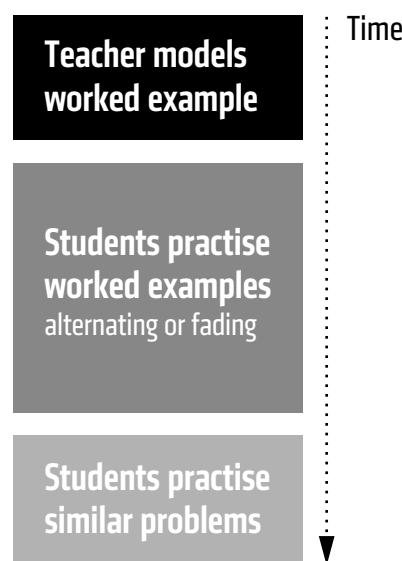 Time
Teacher models
worked example
Students practise
worked examples
alternating or fading
Students practise
similar problems